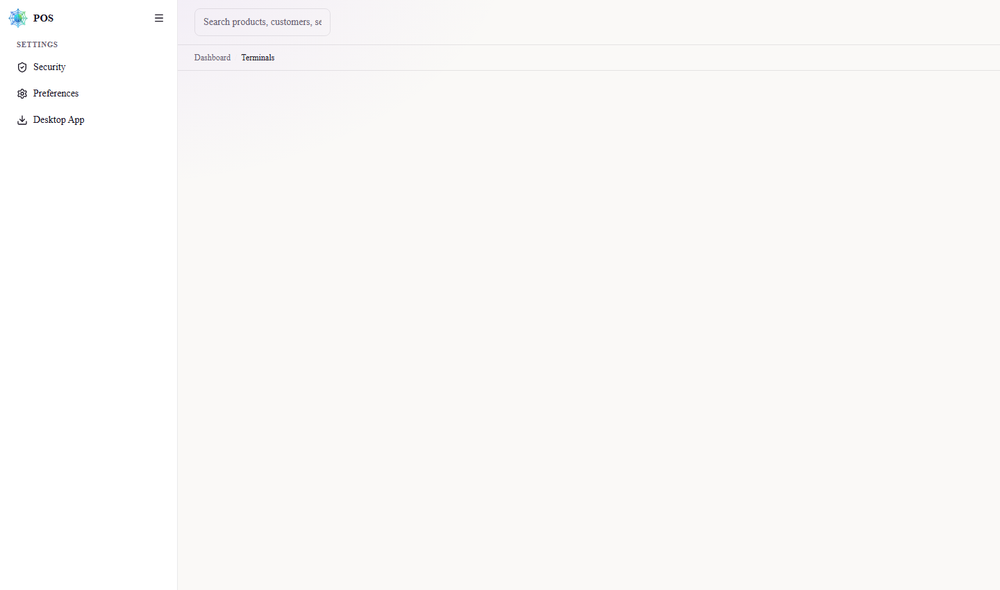 POS
SETTINGS
Security
Preferences
Desktop App
Search products, customers, se
Dashboard Terminals